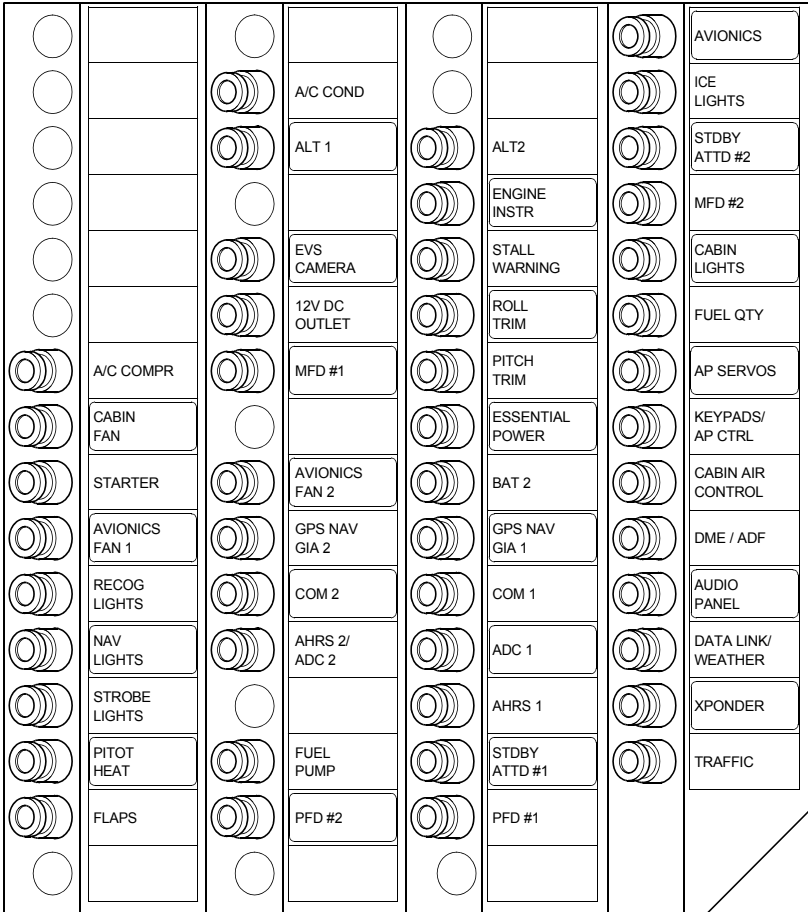 A/C COMPR
CABIN
FAN
STARTER
AVIONICS
FAN 1
RECOG
LIGHTS
NAV
LIGHTS
STROBE
LIGHTS
PITOT
HEAT
FLAPS
A/C COND
ALT 1
EVS
CAMERA
12V DC
OUTLET
MFD #1
AVIONICS
FAN 2
GPS NAV
GIA 2
COM 2
AHRS 2/
ADC 2
FUEL
PUMP
PFD #2
ALT2
ENGINE
INSTR
STALL
WARNING
ROLL
TRIM
PITCH
TRIM
ESSENTIAL
POWER
BAT 2
GPS NAV
GIA 1
COM 1
ADC 1
AHRS 1
STDBY
ATTD #1
PFD #1
AVIONICS
ICE
LIGHTS
STDBY
ATTD #2
MFD #2
CABIN
LIGHTS
FUEL QTY
AP SERVOS
KEYPADS/
AP CTRL
CABIN AIR
CONTROL
DME / ADF
AUDIO
PANEL
DATA LINK/
WEATHER
XPONDER
TRAFFIC